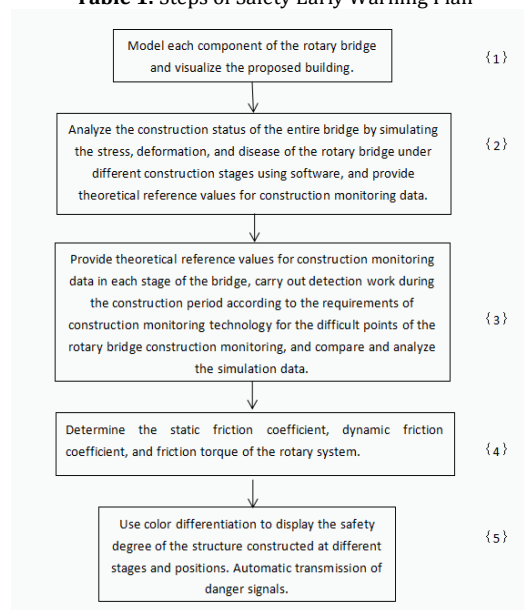 Table 1. Steps of Safety Early Warning Plan
Model each component of the rotary bridge
and visualize the proposed building.
{1}
Analyze the construction status of the entire bridge by simulating
the stress, deformation, and disease of the rotary bridge under
different construction stages using software, and provide
theoretical reference values for construction monitoring data.
{2}
Provide theoretical reference values for construction monitoring
data in each stage of the bridge, carry out detection work during
the construction period according to the requirements of
construction monitoring technology for the difficult points of the
rotary bridge construction monitoring, and compare and analyze
the simulation data.
{3}
Determine the static friction coefficient, dynamic friction
coefficient, and friction torque of the rotary system.
{4}
Use color differentiation to display the safety
degree of the structure constructed at different
stages and positions. Automatic transmission of
danger signals.
{5}